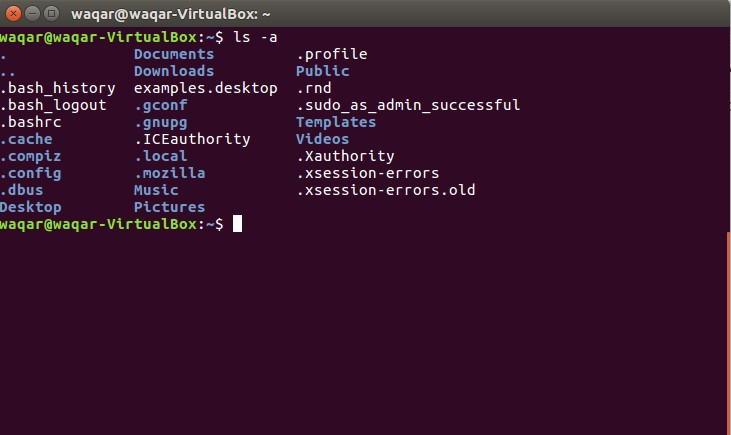 waqar@waqar-VirtualBox: ~
waqar@waqar-VirtualBox:~$ ls -a
.               Documents         .profile
..              Downloads         Public
.bash_history   examples.desktop  .rnd
.bash_logout    .gconf            .sudo_as_admin_successful
.bashrc         .gnupg            Templates
.cache          .ICEauthority     Videos
.compiz         .local            .Xauthority
.config         .mozilla          .xsession-errors
.dbus           Music             .xsession-errors.old
Desktop         Pictures
waqar@waqar-VirtualBox:~$